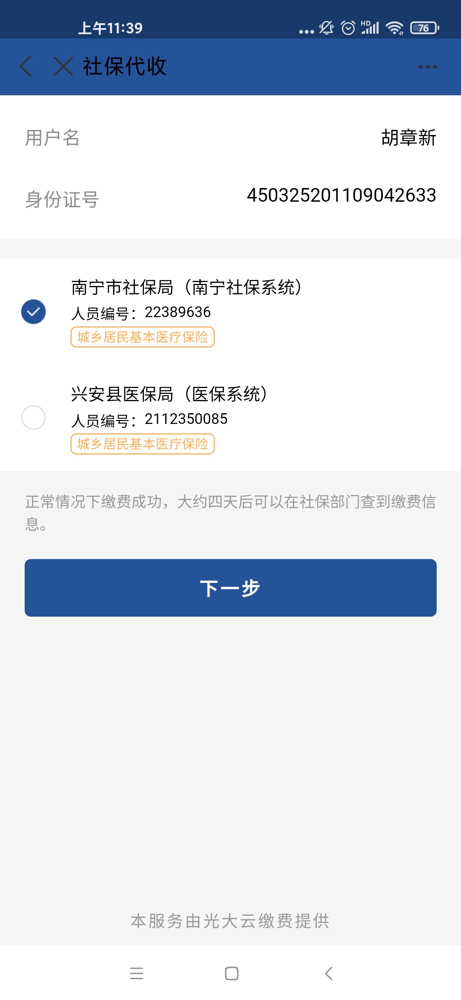 上午11:39
HD
76
社保代收
用户名 胡章新
身份证号 450325201109042633
南宁市社保局（南宁社保系统）
人员编号：22389636
城乡居民基本医疗保险
兴安县医保局（医保系统）
人员编号：2112350085
城乡居民基本医疗保险
正常情况下缴费成功，大约四天后可以在社保部门查到缴费信
息。
下一步
本服务由光大云缴费提供